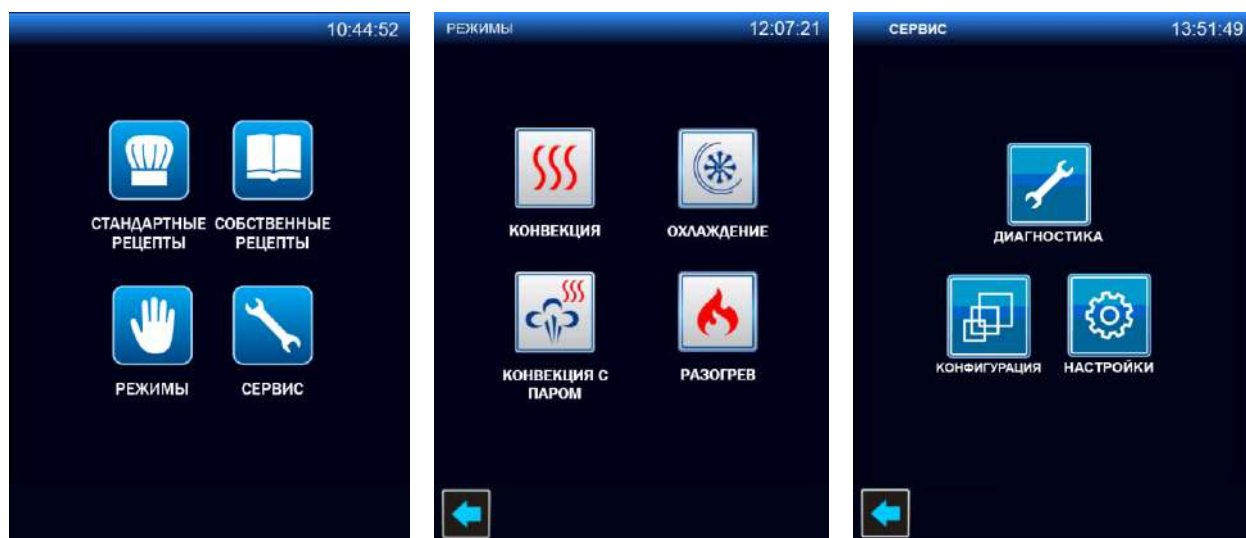 10:44:52
СТАНДАРТНЫЕ
РЕЦЕПТЫ
СОБСТВЕННЫЕ
РЕЦЕПТЫ
РЕЖИМЫ
СЕРВИС
РЕЖИМЫ
12:07:21
КОНВЕКЦИЯ
ОХЛАЖДЕНИЕ
КОНВЕКЦИЯ С
ПАРОМ
РАЗОГРЕВ
СЕРВИС
13:51:49
ДИАГНОСТИКА
КОНФИГУРАЦИЯ
НАСТРОЙКИ